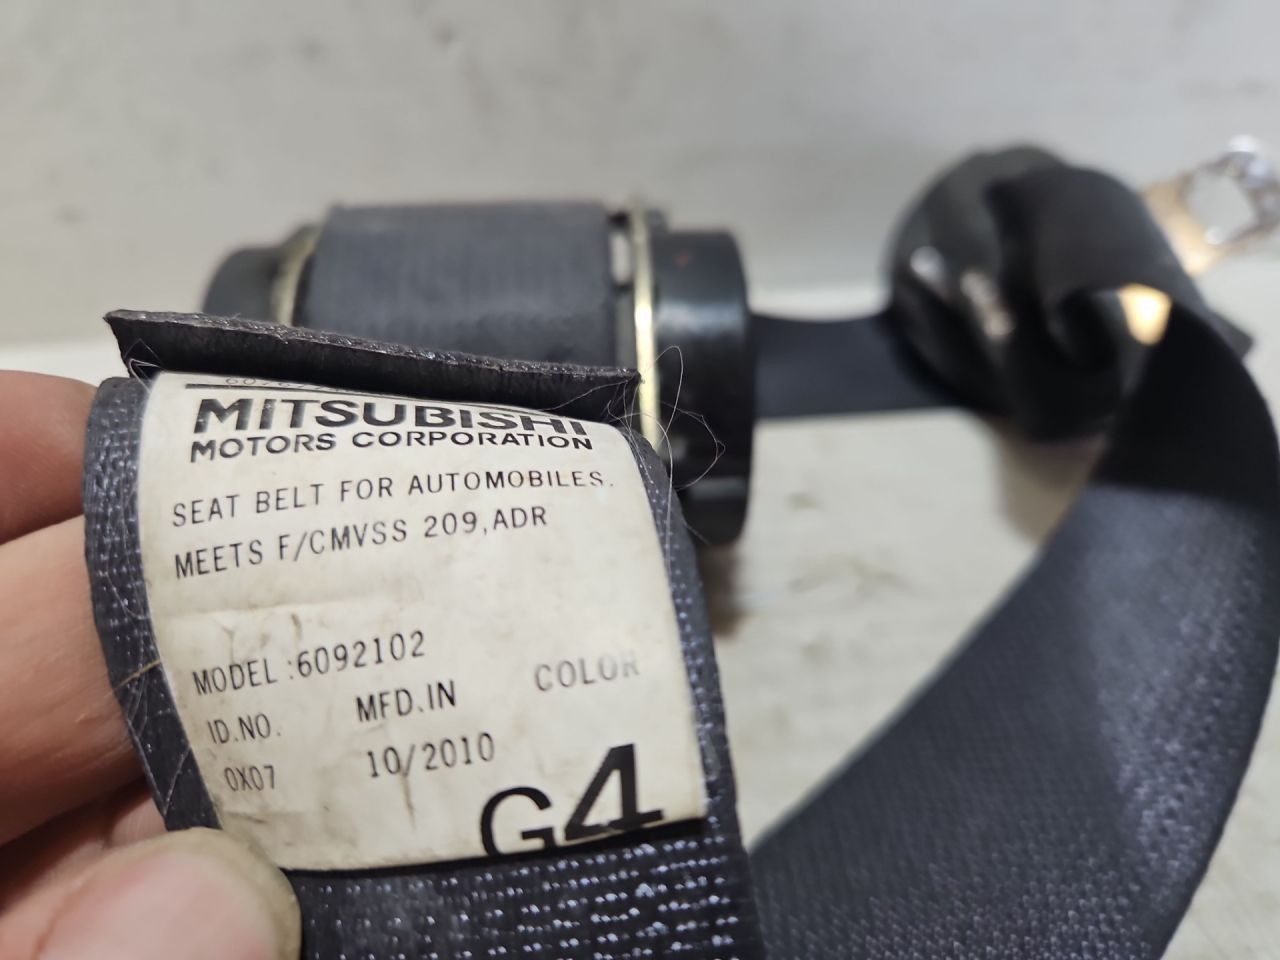 MITSUBISHI
MOTORS CORPORATION
SEAT BELT FOR AUTOMOBILES.
MEETS F/CMVSS 209,ADR
MODEL :6092102
ID.NO. MFD.IN COLOR
0X07 10/2010
G4